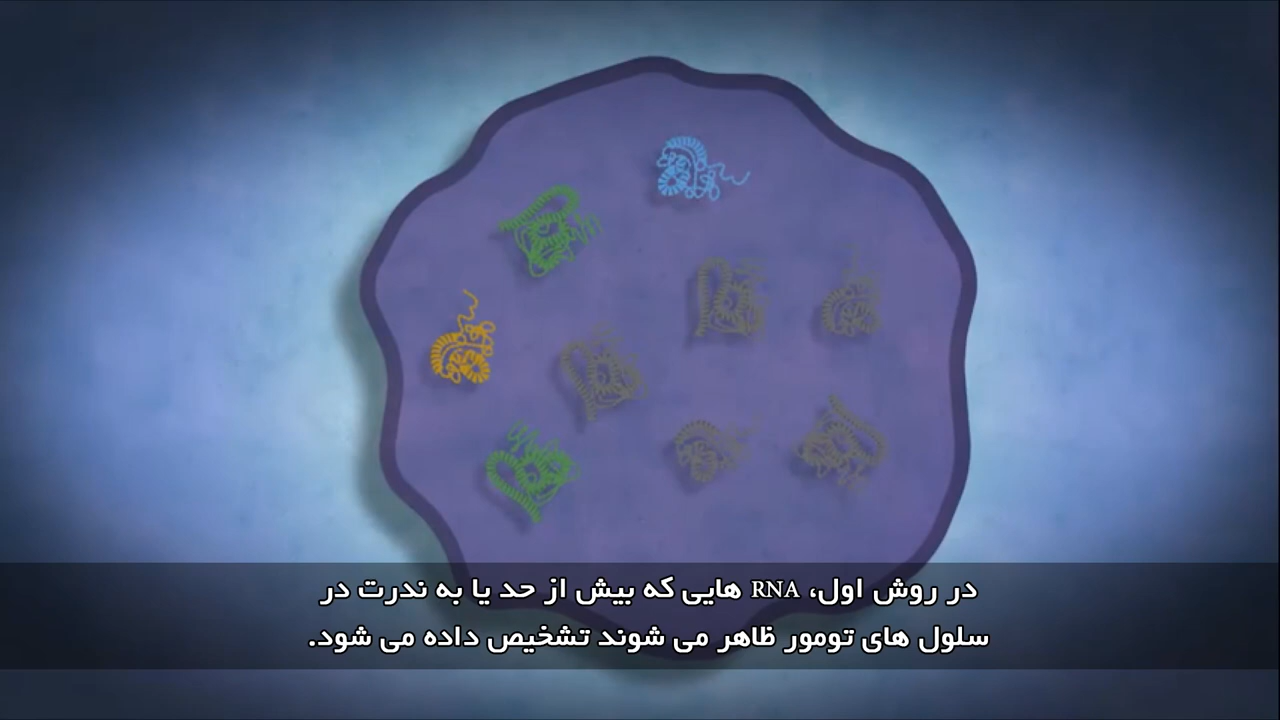 در روش اول، RNA هایی که بیش از حد یا به ندرت در
سلول های تومور ظاهر می شوند تشخیص داده می شود.